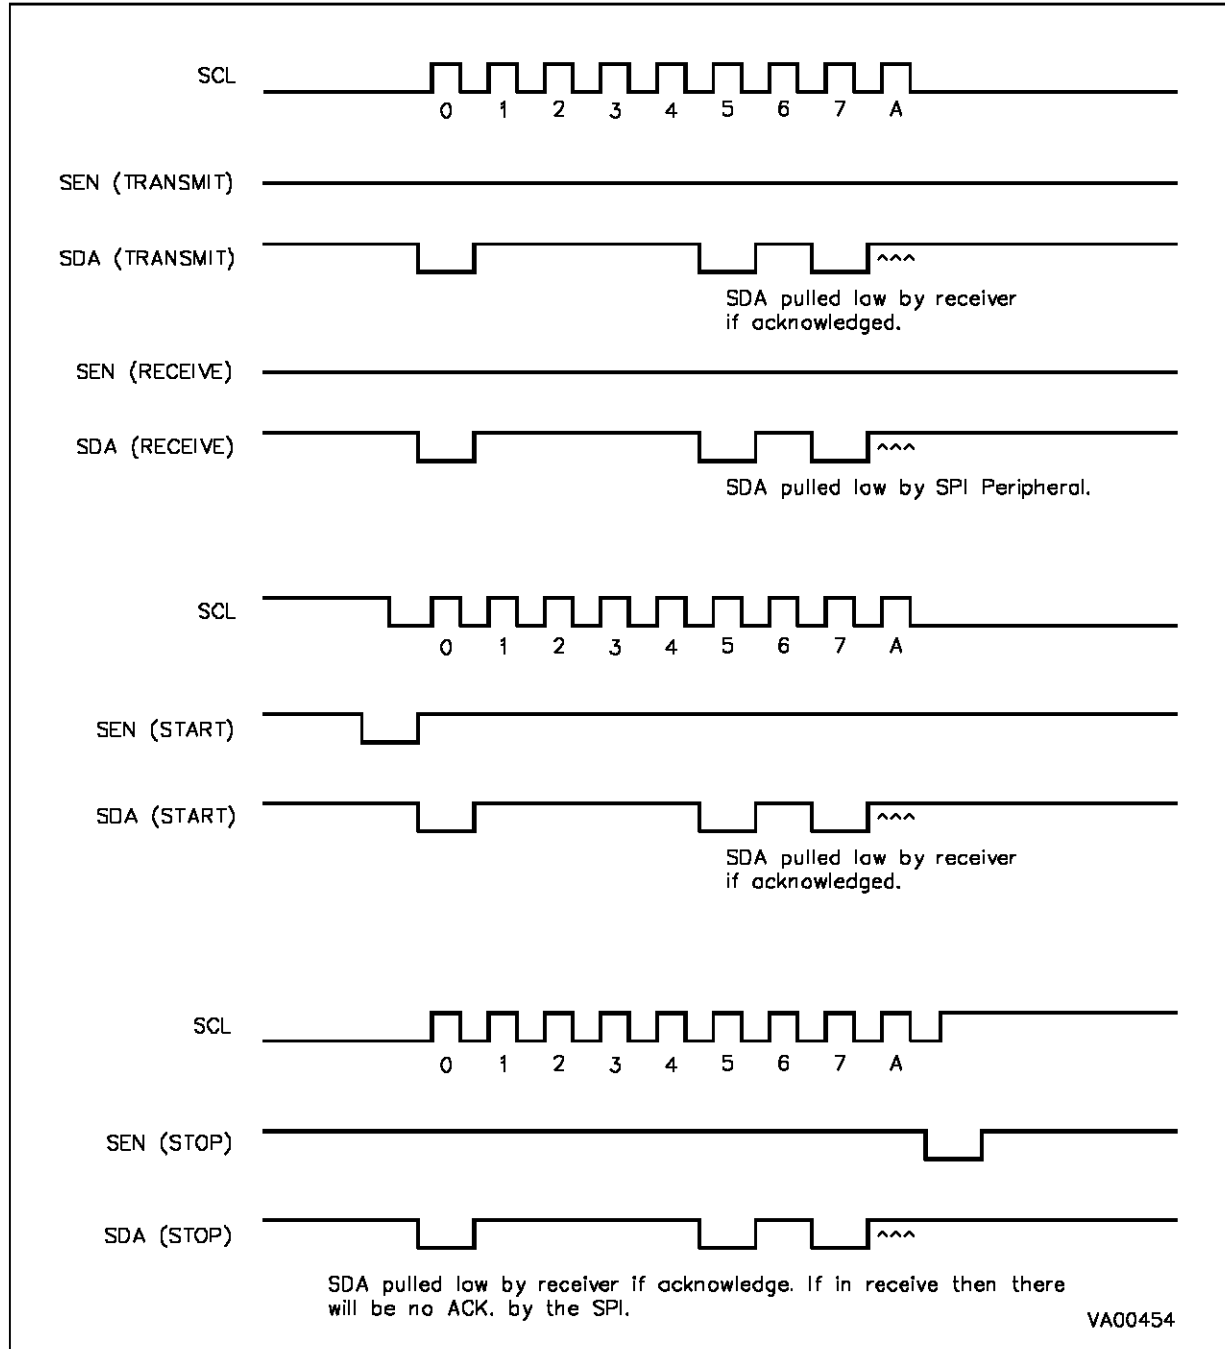 SCL
0 1 2 3 4 5 6 7 A
SEN (TRANSMIT)
SDA (TRANSMIT)
^^^
SDA pulled low by receiver
if acknowledged.
SEN (RECEIVE)
SDA (RECEIVE)
^^^
SDA pulled low by SPI Peripheral.
SCL
0 1 2 3 4 5 6 7 A
SEN (START)
SDA (START)
^^^
SDA pulled low by receiver
if acknowledged.
SCL
0 1 2 3 4 5 6 7 A
SEN (STOP)
SDA (STOP)
^^^
SDA pulled low by receiver if acknowledge. If in receive then there
will be no ACK. by the SPI.
VA00454